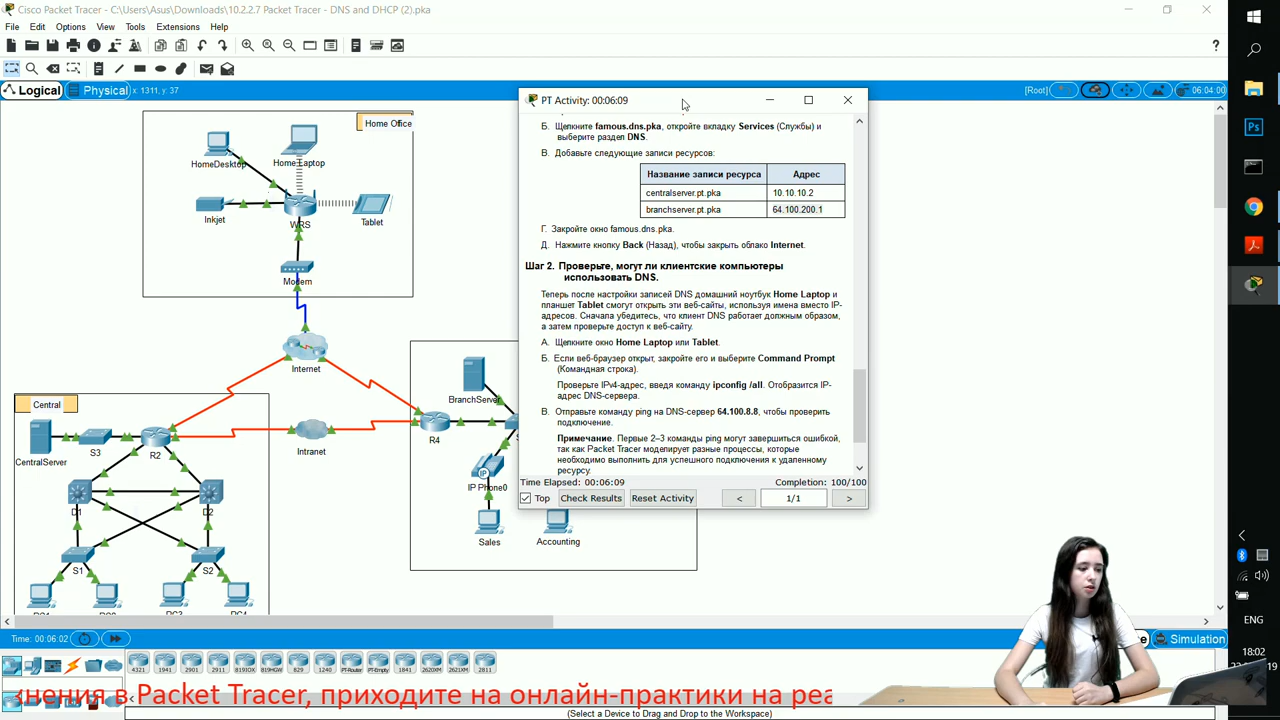 Cisco Packet Tracer - C:\Users\Asus\Downloads\10.2.2.7 Packet Tracer - DNS and DHCP (2).pka
File Edit Options View Tools Extensions Help
Logical Physical x: 1311, y: 37
[Root] 06:04:00
Home Office
HomeDesktop
Home Laptop
Inkjet
WRS
Tablet
Modem
Internet
Central
CentralServer
S3
R2
Intranet
R4
BranchServer
IP
IP Phone0
D1
D2
S1
S2
Sales
Accounting
PC3
PC4
PT Activity: 00:06:09
Б. Щелкните famous.dns.pka, откройте вкладку Services (Службы) и
выберите раздел DNS.
В. Добавьте следующие записи ресурсов:
Название записи ресурса Адрес
centralserver.pt.pka 10.10.10.2
branchserver.pt.pka 64.100.200.1
Г. Закройте окно famous.dns.pka.
Д. Нажмите кнопку Back (Назад), чтобы закрыть облако Internet.
Шаг 2. Проверьте, могут ли клиентские компьютеры
использовать DNS.
Теперь после настройки записей DNS домашний ноутбук Home Laptop и
планшет Tablet смогут открыть эти веб-сайты, используя имена вместо IP-
адресов. Сначала убедитесь, что клиент DNS работает должным образом,
а затем проверьте доступ к веб-сайту.
А. Щелкните окно Home Laptop или Tablet.
Б. Если веб-браузер открыт, закройте его и выберите Command Prompt
(Командная строка).
Проверьте IPv4-адрес, введя команду ipconfig /all. Отобразится IP-
адрес DNS-сервера.
В. Отправьте команду ping на DNS-сервер 64.100.8.8, чтобы проверить
подключение.
Примечание. Первые 2–3 команды ping могут завершиться ошибкой,
так как Packet Tracer моделирует разные процессы, которые
необходимо выполнить для успешного подключения к удаленному
ресурсу.
Time Elapsed: 00:06:09 Completion: 100/100
Top Check Results Reset Activity < 1/1 >
Time: 00:06:02
Simulation
4321 1941 2901 2911 819IOX 819HGW 829 1240 PT-Router PT-Empty 1841 2620XM 2621XM 2811
нения в Packet Tracer, приходите на онлайн-практики на реа
(Select a Device to Drag and Drop to the Workspace)
ENG
18:02